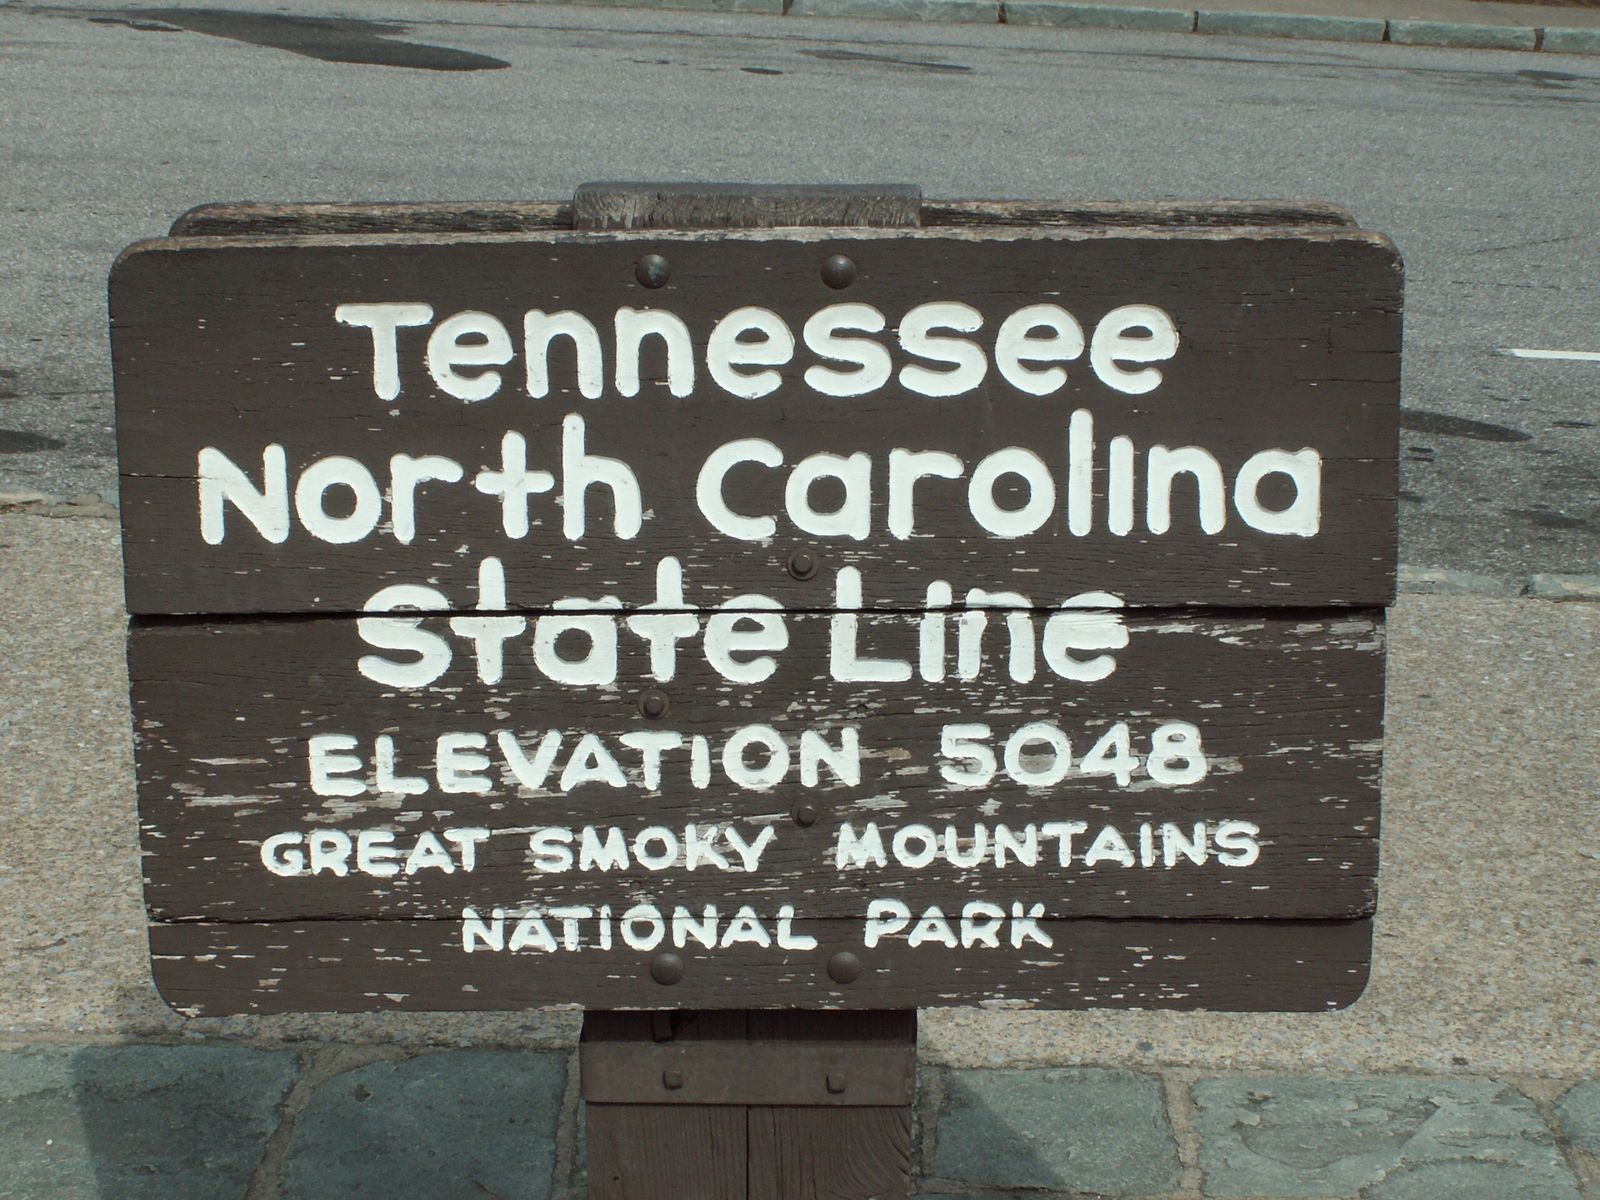 Tennessee
North Carolina
State Line
ELEVATION 5048
GREAT SMOKY MOUNTAINS
NATIONAL PARK